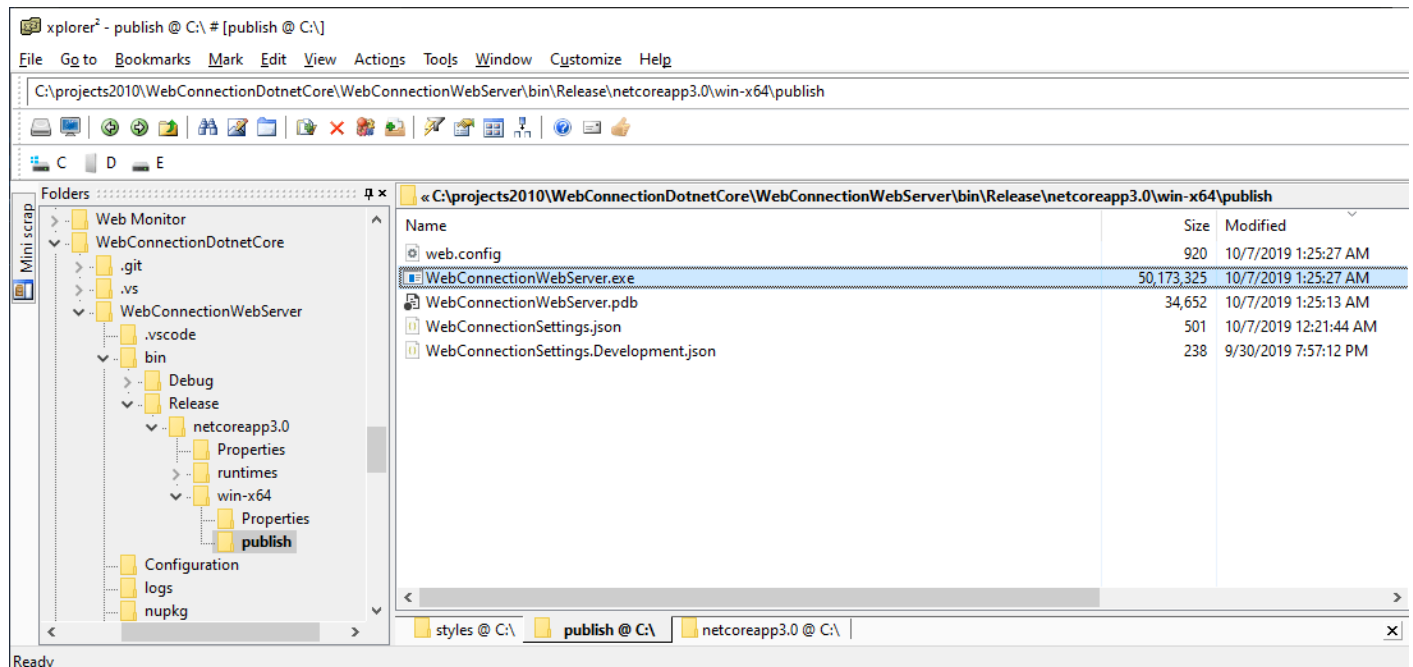 xplorer² - publish @ C:\ # [publish @ C:\]
File Go to Bookmarks Mark Edit View Actions Tools Window Customize Help
C:\projects2010\WebConnectionDotnetCore\WebConnectionWebServer\bin\Release\netcoreapp3.0\win-x64\publish
C D E
Mini scrap
Folders
Web Monitor
WebConnectionDotnetCore
.git
.vs
WebConnectionWebServer
.vscode
bin
Debug
Release
netcoreapp3.0
Properties
runtimes
win-x64
Properties
publish
Configuration
logs
nupkg
« C:\projects2010\WebConnectionDotnetCore\WebConnectionWebServer\bin\Release\netcoreapp3.0\win-x64\publish
Name Size Modified
web.config 920 10/7/2019 1:25:27 AM
WebConnectionWebServer.exe 50,173,325 10/7/2019 1:25:27 AM
WebConnectionWebServer.pdb 34,652 10/7/2019 1:25:13 AM
WebConnectionSettings.json 501 10/7/2019 12:21:44 AM
WebConnectionSettings.Development.json 238 9/30/2019 7:57:12 PM
styles @ C:\ publish @ C:\ netcoreapp3.0 @ C:\
Ready